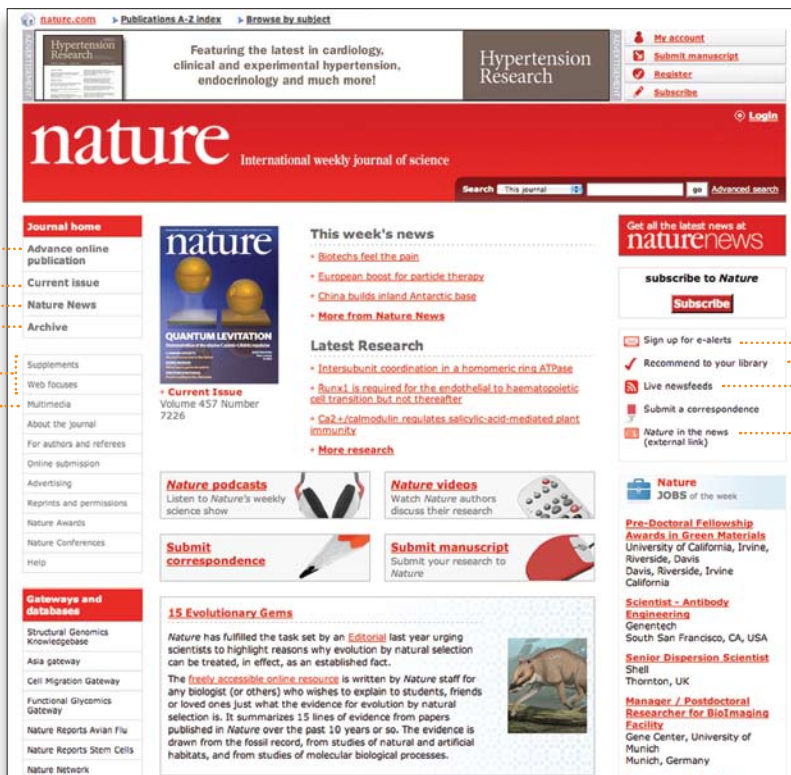 nature.com Publications A-Z index Browse by subject
ADVERTISEMENT
Hypertension
Research
Featuring the latest in cardiology,
clinical and experimental hypertension,
endocrinology and much more!
Hypertension
Research
ADVERTISEMENT
My account
Submit manuscript
Register
Subscribe
Login
nature International weekly journal of science
Search This journal go Advanced search
Journal home
Advance online
publication
Current issue
Nature News
Archive
Supplements
Web focuses
Multimedia
About the journal
For authors and referees
Online submission
Advertising
Reprints and permissions
Nature Awards
Nature Conferences
Help
Gateways and
databases
Structural Genomics
Knowledgebase
Asia gateway
Cell Migration Gateway
Functional Glycomics
Gateway
Nature Reports Avian Flu
Nature Reports Stem Cells
Nature Network
nature
QUANTUM LEVITATION
Current Issue
Volume 457 Number
7226
This week's news
Biotechs feel the pain
European boost for particle therapy
China builds inland Antarctic base
More from Nature News
Latest Research
Intersubunit coordination in a homomeric ring ATPase
Runx1 is required for the endothelial to haematopoietic
cell transition but not thereafter
Ca2+/calmodulin regulates salicylic-acid-mediated plant
immunity
More research
Nature podcasts
Listen to Nature's weekly
science show
Nature videos
Watch Nature authors
discuss their research
Submit
correspondence
Submit manuscript
Submit your research to
Nature
15 Evolutionary Gems
Nature has fulfilled the task set by an Editorial last year urging
scientists to highlight reasons why evolution by natural selection
can be treated, in effect, as an established fact.
The freely accessible online resource is written by Nature staff for
any biologist (or others) who wishes to explain to students, friends
or loved ones just what the evidence for evolution by natural
selection is. It summarizes 15 lines of evidence from papers
published in Nature over the past 10 years or so. The evidence is
drawn from the fossil record, from studies of natural and artificial
habitats, and from studies of molecular biological processes.
Get all the latest news at
naturenews
subscribe to Nature
Subscribe
Sign up for e-alerts
Recommend to your library
Live newsfeeds
Submit a correspondence
Nature in the news
(external link)
Nature
JOBS of the week
Pre-Doctoral Fellowship
Awards in Green Materials
University of California, Irvine,
Riverside, Davis
Davis, Riverside, Irvine
California
Scientist - Antibody
Engineering
Genentech
South San Francisco, CA, USA
Senior Dispersion Scientist
Shell
Thornton, UK
Manager / Postdoctoral
Researcher for BioImaging
Facility
Gene Center, University of
Munich
Munich, Germany